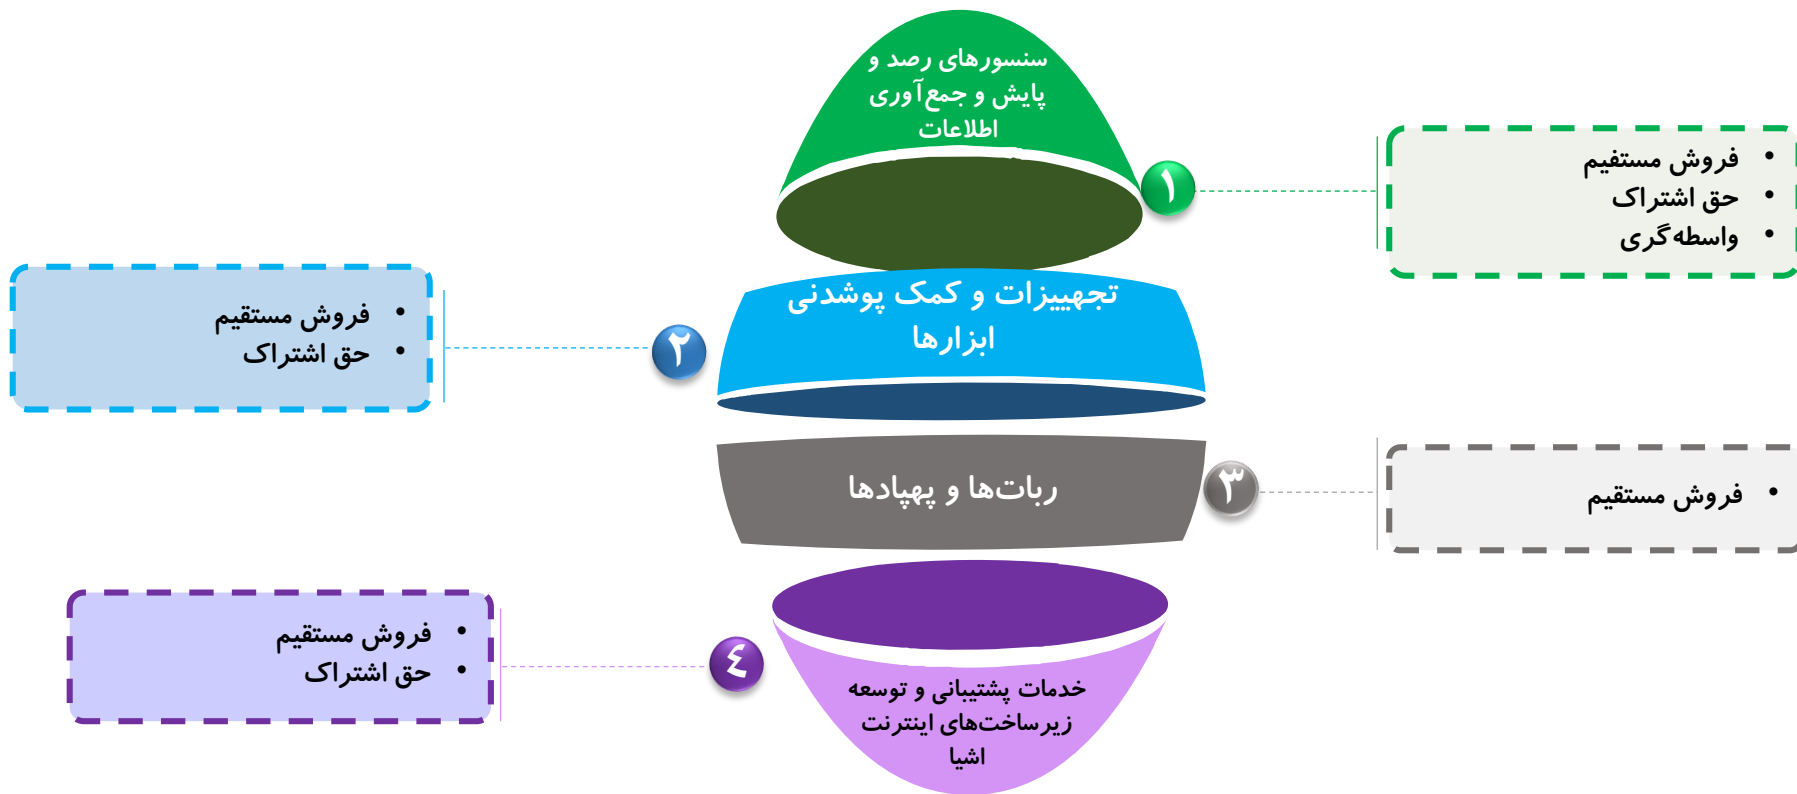 سنسورهای رصد و
پایش و جمع‌آوری
اطلاعات
۱
• فروش مستفیم
• حق اشتراک
• واسطه‌گری
تجهییزات و کمک پوشدنی
ابزارها
۲
• فروش مستقیم
• حق اشتراک
ربات‌ها و پهپادها
۳
• فروش مستقیم
خدمات پشتیبانی و توسعه
زیرساخت‌های اینترنت
اشیا
٤
• فروش مستقیم
• حق اشتراک